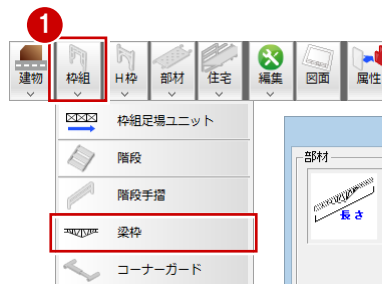 1
建物 枠組 H枠 部材 住宅 編集 図面 属性
枠組足場ユニット
階段
階段手摺
梁枠
コーナーガード
部材
長さ